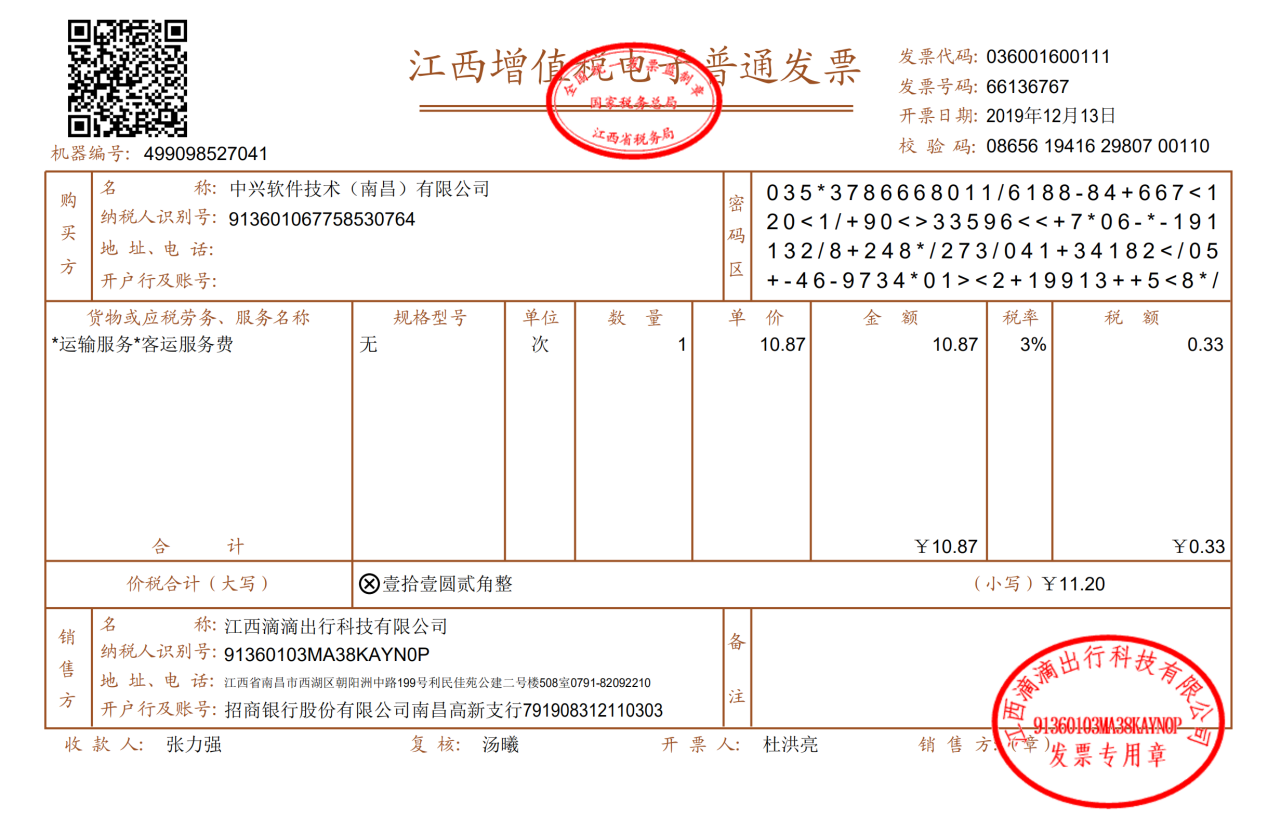 江西增值税电子普通发票
全国统一发票监制章
国家税务总局
江西省税务局
发票代码: 036001600111
发票号码: 66136767
开票日期: 2019年12月13日
校 验 码: 08656 19416 29807 00110
机器编号: 499098527041
购买方
名 称: 中兴软件技术（南昌）有限公司
纳税人识别号: 913601067758530764
地 址、电 话:
开户行及账号:
密码区
035*3786668011/6188-84+667<1
20<1/+90<>33596<<+7*06-*-191
132/8+248*/273/041+34182</05
+-46-9734*01><2+19913++5<8*/
货物或应税劳务、服务名称 规格型号 单位 数 量 单 价 金 额 税率 税 额
*运输服务*客运服务费 无 次 1 10.87 10.87 3% 0.33
合 计 ￥10.87 ￥0.33
价税合计（大写） ⊗壹拾壹圆贰角整 （小写）￥11.20
销售方
名 称: 江西滴滴出行科技有限公司
纳税人识别号: 91360103MA38KAYN0P
地 址、电 话: 江西省南昌市西湖区朝阳洲中路199号利民佳苑公建二号楼508室0791-82092210
开户行及账号: 招商银行股份有限公司南昌高新支行791908312110303
备注
收 款 人: 张力强 复 核: 汤曦 开 票 人: 杜洪亮 销 售 方:（章）
江西滴滴出行科技有限公司
91360103MA38KAYN0P
发票专用章